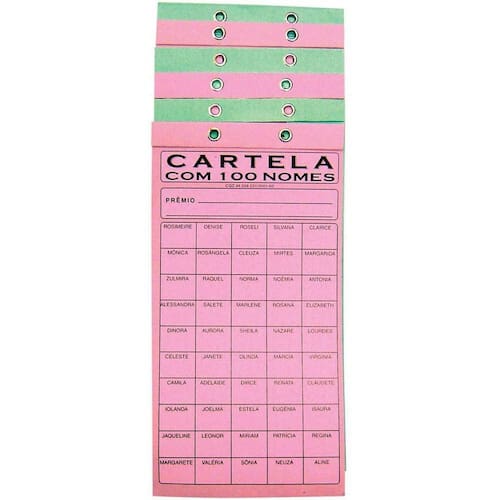 CARTELA
COM 100 NOMES
PRÊMIO
ROSIMEIRE DENISE ROSELI SILVANA CLARICE
MÔNICA ROSÂNGELA CLEUZA MIRTES MARGARIDA
ZULMIRA RAQUEL NORMA NOÊMIA ANTONIA
ALESSANDRA SALETE MARLENE ROSANA ELIZABETH
DINORA AURORA SHEILA NAZARE LOURDES
CELESTE JANETE OLINDA MÁRCIA VIRGINIA
CAMILA ADELAIDE DIRCE RENATA CLAUDETE
IOLANDA JOELMA ESTELA EUGÊNIA ISAURA
JAQUELINE LEONOR MIRIAM PATRICIA REGINA
MARGARETE VALÉRIA SÔNIA NEUZA ALINE